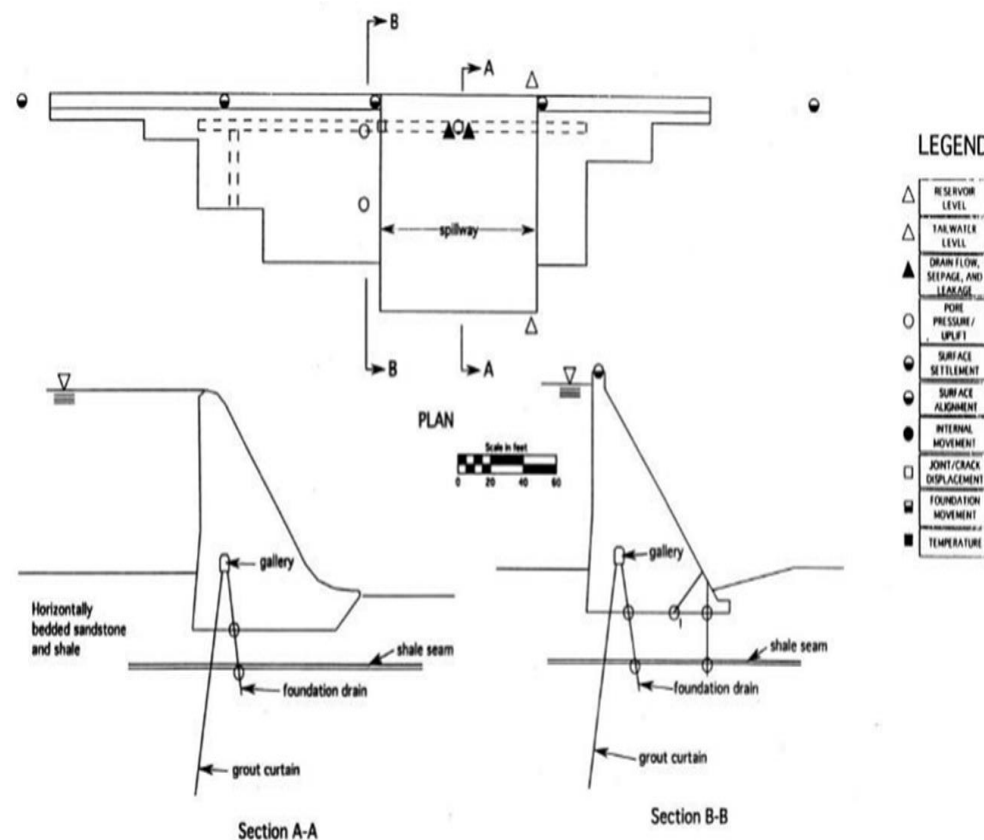 B
A
spillway
B
A
PLAN
Scale in feet
0 20 40 60
gallery
Horizontally
bedded sandstone
and shale
shale seam
foundation drain
grout curtain
Section A-A
gallery
shale seam
foundation drain
grout curtain
Section B-B
LEGEND
RESERVOIR
LEVEL
TAILWATER
LEVEL
DRAIN FLOW,
SEEPAGE, AND
LEAKAGE
PORE
PRESSURE/
UPLIFT
SURFACE
SETTLEMENT
SURFACE
ALIGNMENT
INTERNAL
MOVEMENT
JOINT/CRACK
DISPLACEMENT
FOUNDATION
MOVEMENT
TEMPERATURE